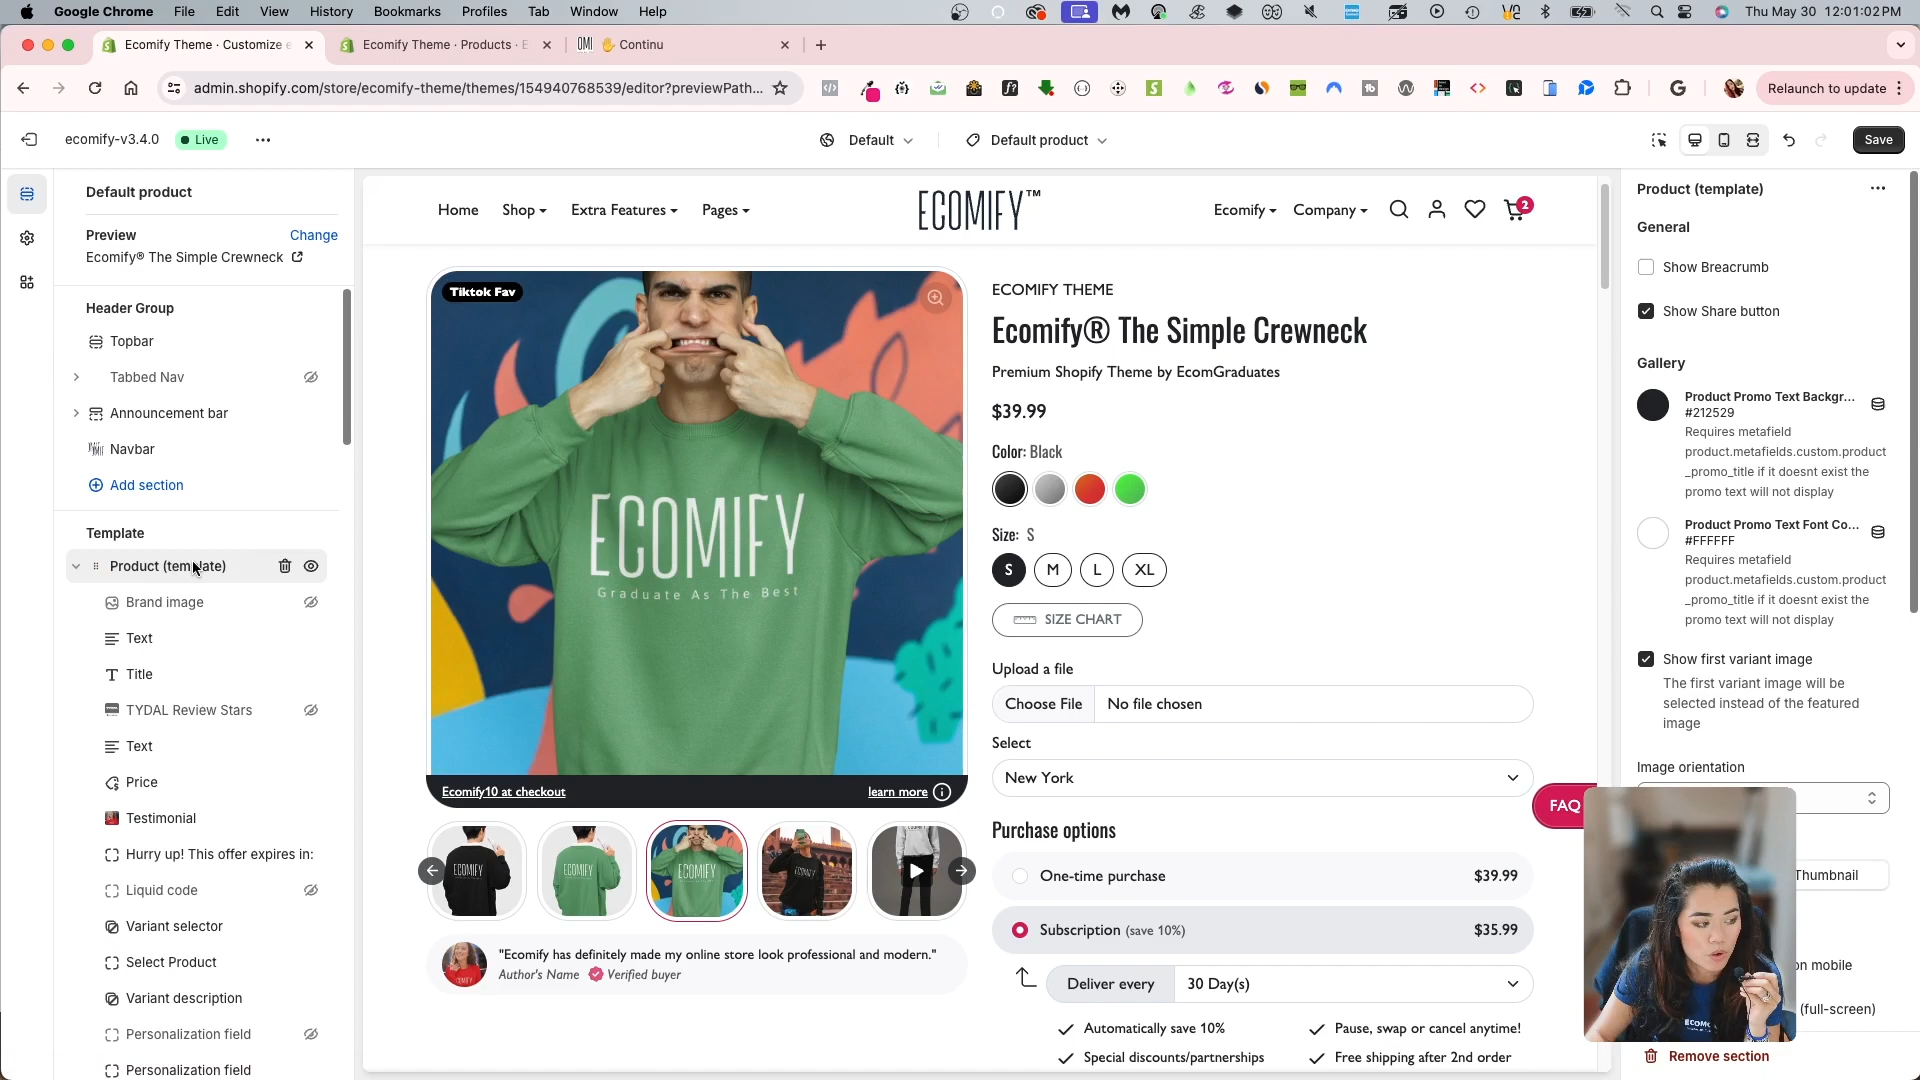 Google Chrome File Edit View History Bookmarks Profiles Tab Window Help Thu May 30 12:01:02 PM
Ecomify Theme · Customize e Ecomify Theme · Products · E ✋ Continu
admin.shopify.com/store/ecomify-theme/themes/154940768539/editor?previewPath... Relaunch to update
ecomify-v3.4.0 Live Default Default product Save
Default product
Preview Change
Ecomify® The Simple Crewneck
Header Group
Topbar
Tabbed Nav
Announcement bar
Navbar
Add section
Template
Product (template)
Brand image
Text
Title
TYDAL Review Stars
Text
Price
Testimonial
Hurry up! This offer expires in:
Liquid code
Variant selector
Select Product
Variant description
Personalization field
Personalization field
Home Shop Extra Features Pages ECOMIFY™ Ecomify Company 2
Tiktok Fav
ECOMIFY
Graduate As The Best
Ecomify10 at checkout learn more
ECOMIFY ECOMIFY ECOMIFY
"Ecomify has definitely made my online store look professional and modern."
Author's Name Verified buyer
ECOMIFY THEME
Ecomify® The Simple Crewneck
Premium Shopify Theme by EcomGraduates
$39.99
Color: Black
Size: S
S M L XL
SIZE CHART
Upload a file
Choose File No file chosen
Select
New York
FAQ
Purchase options
One-time purchase $39.99
Subscription (save 10%) $35.99
Deliver every 30 Day(s)
Automatically save 10% Pause, swap or cancel anytime!
Special discounts/partnerships Free shipping after 2nd order
Product (template)
General
Show Breacrumb
Show Share button
Gallery
Product Promo Text Backgr...
#212529
Requires metafield
product.metafields.custom.product
_promo_title if it doesnt exist the
promo text will not display
Product Promo Text Font Co...
#FFFFFF
Requires metafield
product.metafields.custom.product
_promo_title if it doesnt exist the
promo text will not display
Show first variant image
The first variant image will be
selected instead of the featured
image
Image orientation
Thumbnail
on mobile
(full-screen)
Remove section